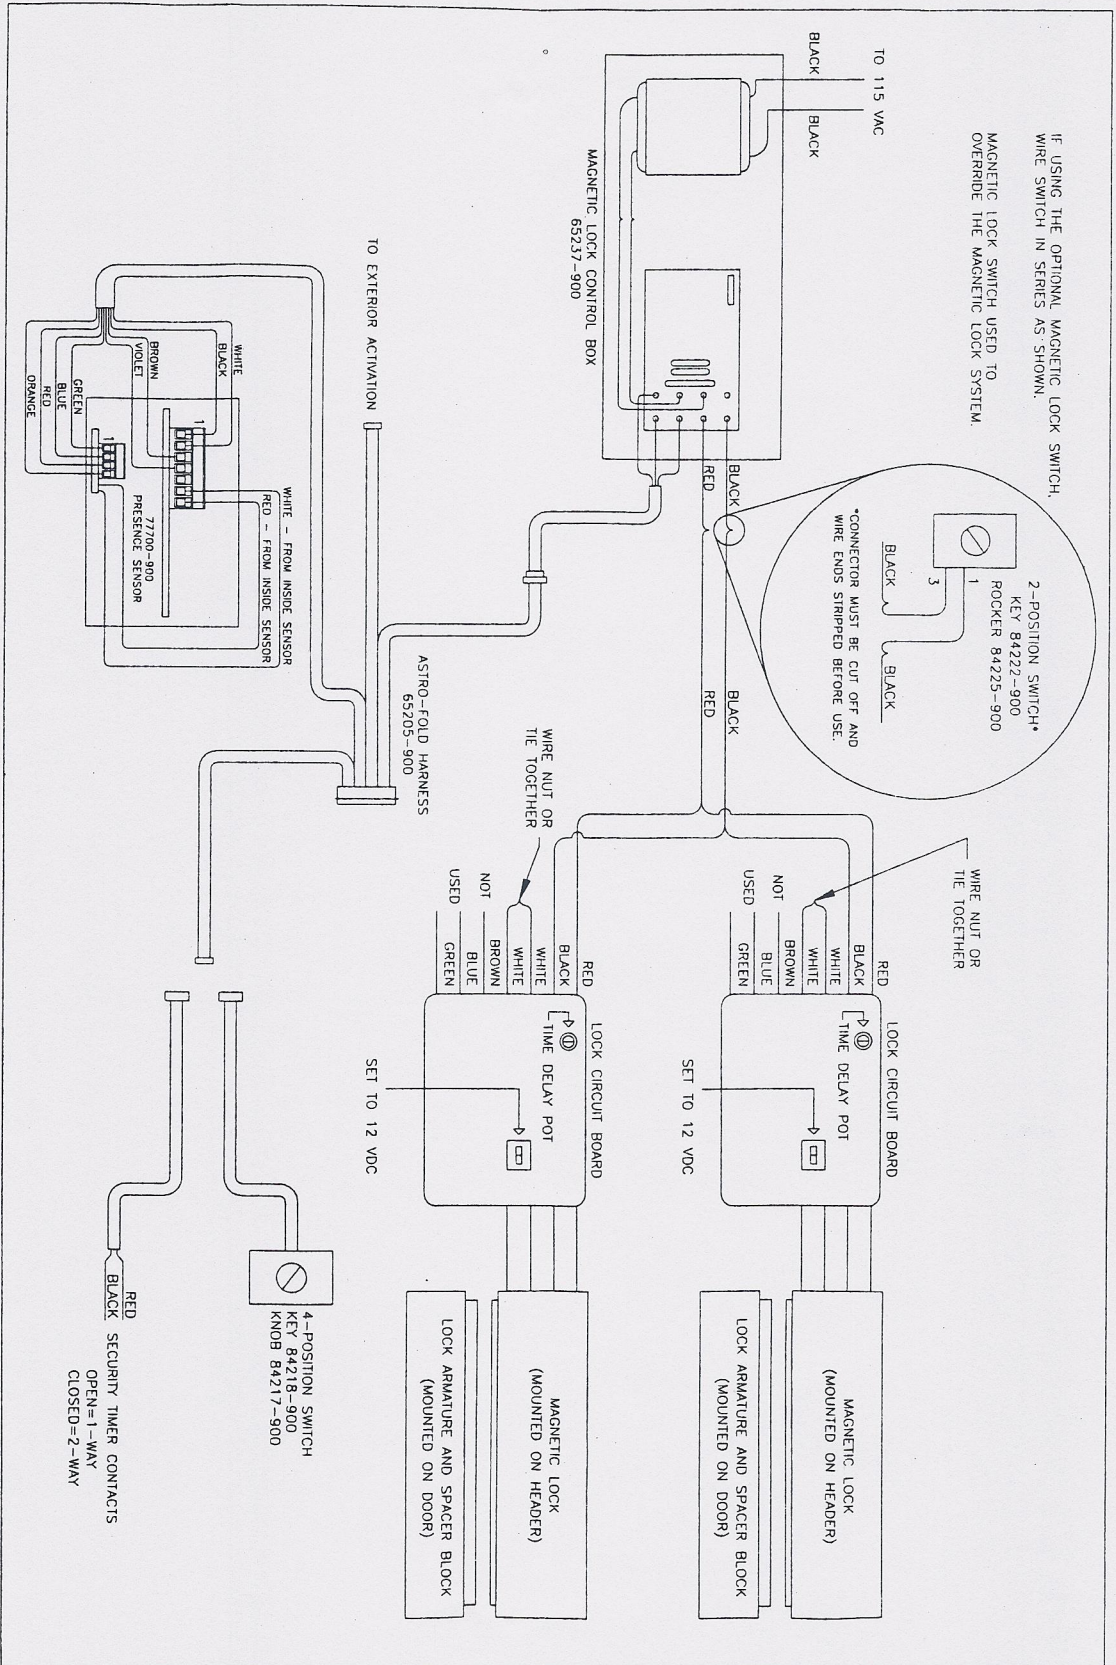 IF USING THE OPTIONAL MAGNETIC LOCK SWITCH,
WIRE SWITCH IN SERIES AS SHOWN.
MAGNETIC LOCK SWITCH USED TO
OVERRIDE THE MAGNETIC LOCK SYSTEM.
TO 115 VAC
BLACK
BLACK
MAGNETIC LOCK CONTROL BOX
65237-900
BLACK
RED
2-POSITION SWITCH*
KEY 84222-900
ROCKER 84225-900
1
3
BLACK
BLACK
*CONNECTOR MUST BE CUT OFF AND
WIRE ENDS STRIPPED BEFORE USE.
BLACK
RED
WIRE NUT OR
TIE TOGETHER
RED
BLACK
WHITE
WHITE
BROWN
BLUE
GREEN
NOT
USED
LOCK CIRCUIT BOARD
TIME DELAY POT
SET TO 12 VDC
MAGNETIC LOCK
(MOUNTED ON HEADER)
LOCK ARMATURE AND SPACER BLOCK
(MOUNTED ON DOOR)
WIRE NUT OR
TIE TOGETHER
RED
BLACK
WHITE
WHITE
BROWN
BLUE
GREEN
NOT
USED
LOCK CIRCUIT BOARD
TIME DELAY POT
SET TO 12 VDC
MAGNETIC LOCK
(MOUNTED ON HEADER)
LOCK ARMATURE AND SPACER BLOCK
(MOUNTED ON DOOR)
TO EXTERIOR ACTIVATION
ASTRO-FOLD HARNESS
65205-900
WHITE
BLACK
BROWN
VIOLET
GREEN
BLUE
RED
ORANGE
1
1
WHITE - FROM INSIDE SENSOR
RED - FROM INSIDE SENSOR
77700-900
PRESENCE SENSOR
4-POSITION SWITCH
KEY 84218-900
KNOB 84217-900
RED
BLACK
SECURITY TIMER CONTACTS
OPEN=1-WAY
CLOSED=2-WAY